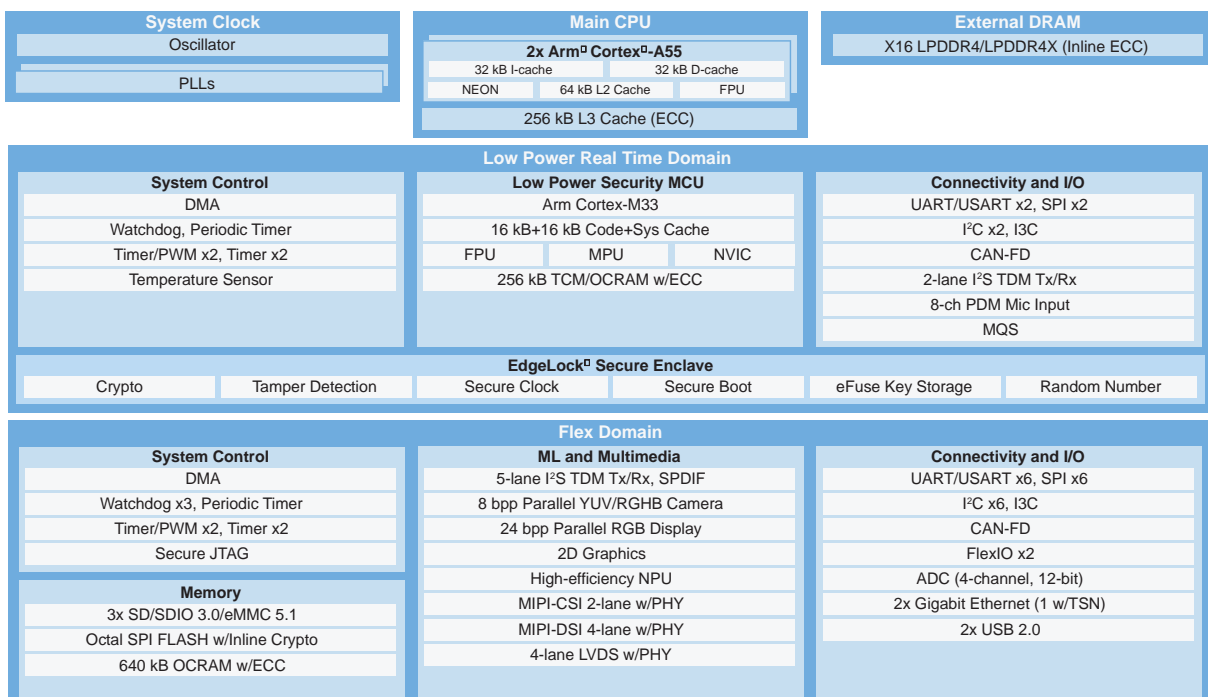 System Clock
Oscillator
PLLs
Main CPU
2x Arm▯ Cortex▯-A55
32 kB I-cache
32 kB D-cache
NEON
64 kB L2 Cache
FPU
256 kB L3 Cache (ECC)
External DRAM
X16 LPDDR4/LPDDR4X (Inline ECC)
Low Power Real Time Domain
System Control
DMA
Watchdog, Periodic Timer
Timer/PWM x2, Timer x2
Temperature Sensor
Low Power Security MCU
Arm Cortex-M33
16 kB+16 kB Code+Sys Cache
FPU
MPU
NVIC
256 kB TCM/OCRAM w/ECC
Connectivity and I/O
UART/USART x2, SPI x2
I²C x2, I3C
CAN-FD
2-lane I²S TDM Tx/Rx
8-ch PDM Mic Input
MQS
EdgeLock▯ Secure Enclave
Crypto
Tamper Detection
Secure Clock
Secure Boot
eFuse Key Storage
Random Number
Flex Domain
System Control
DMA
Watchdog x3, Periodic Timer
Timer/PWM x2, Timer x2
Secure JTAG
Memory
3x SD/SDIO 3.0/eMMC 5.1
Octal SPI FLASH w/Inline Crypto
640 kB OCRAM w/ECC
ML and Multimedia
5-lane I²S TDM Tx/Rx, SPDIF
8 bpp Parallel YUV/RGHB Camera
24 bpp Parallel RGB Display
2D Graphics
High-efficiency NPU
MIPI-CSI 2-lane w/PHY
MIPI-DSI 4-lane w/PHY
4-lane LVDS w/PHY
Connectivity and I/O
UART/USART x6, SPI x6
I²C x6, I3C
CAN-FD
FlexIO x2
ADC (4-channel, 12-bit)
2x Gigabit Ethernet (1 w/TSN)
2x USB 2.0